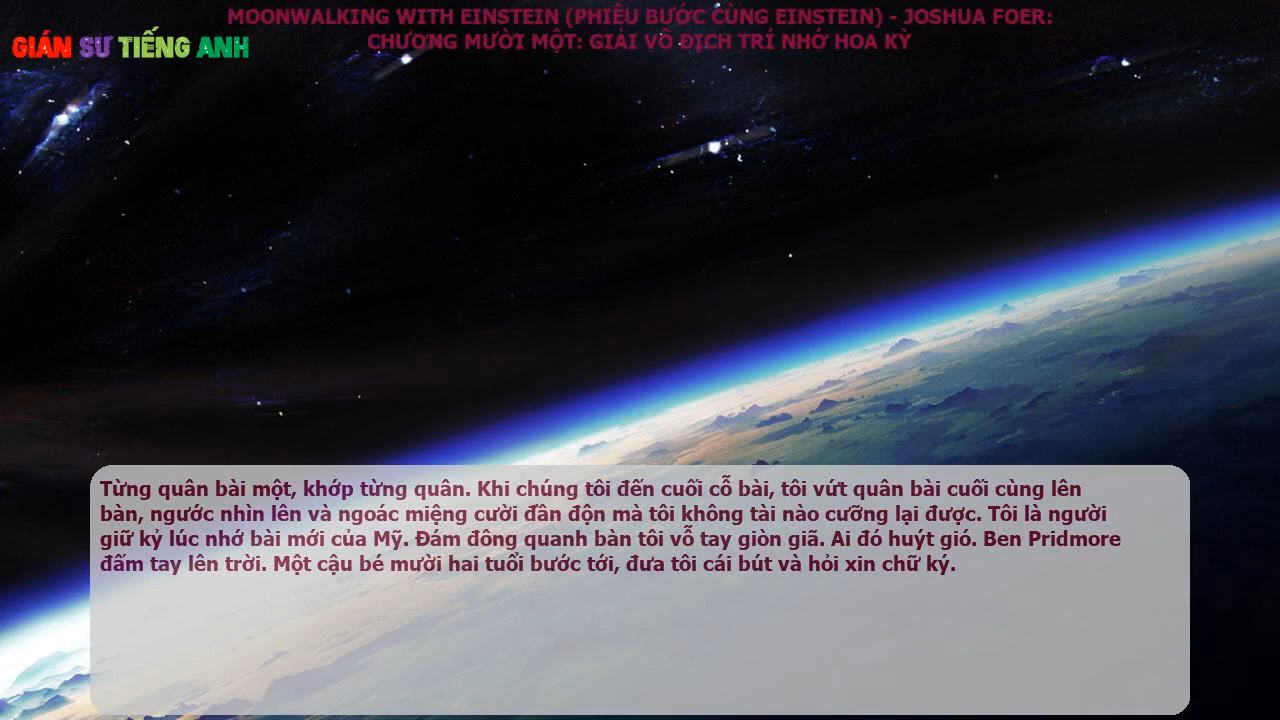 MOONWALKING WITH EINSTEIN (PHIÊU BƯỚC CÙNG EINSTEIN) - JOSHUA FOER:
CHƯƠNG MƯỜI MỘT: GIẢI VÔ ĐỊCH TRÍ NHỚ HOA KỲ
GIÁN SỨ TIẾNG ANH
Từng quân bài một, khớp từng quân. Khi chúng tôi đến cuối cỗ bài, tôi vứt quân bài cuối cùng lên
bàn, ngước nhìn lên và ngoác miệng cười đần độn mà tôi không tài nào cưỡng lại được. Tôi là người
giữ kỷ lúc nhớ bài mới của Mỹ. Đám đông quanh bàn tôi vỗ tay giòn giã. Ai đó huýt gió. Ben Pridmore
đấm tay lên trời. Một cậu bé mười hai tuổi bước tới, đưa tôi cái bút và hỏi xin chữ ký.